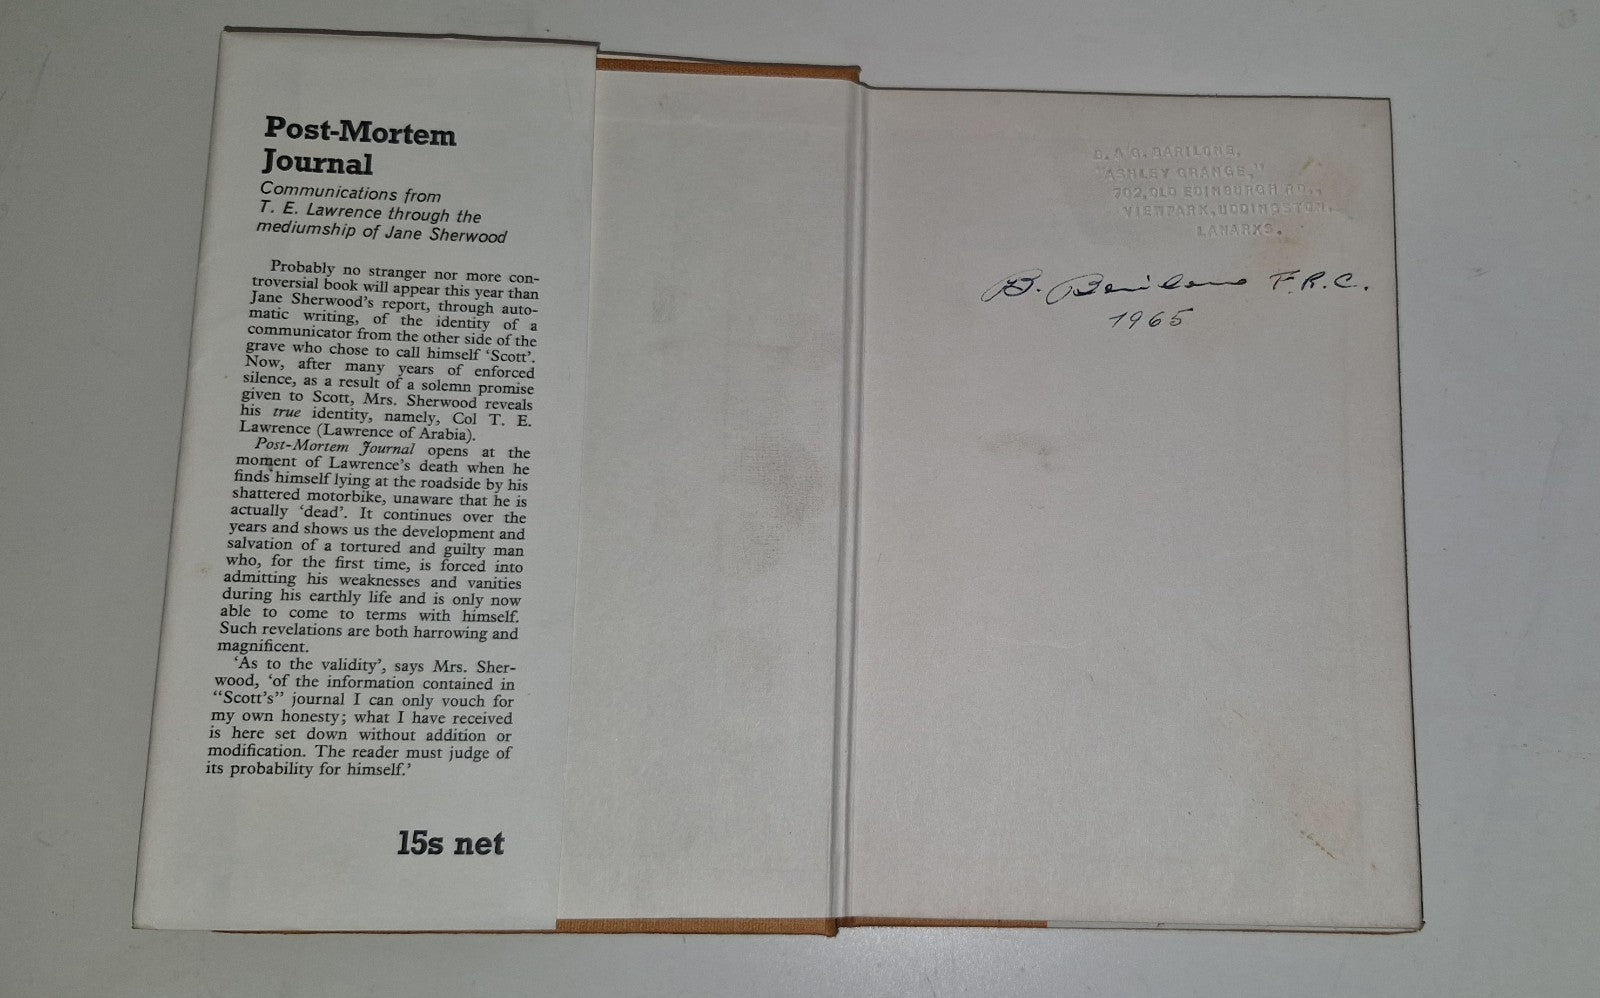 Post-Mortem
Journal
Communications from
T. E. Lawrence through the
mediumship of Jane Sherwood
Probably no stranger nor more con-
troversial book will appear this year than
Jane Sherwood's report, through auto-
matic writing, of the identity of a
communicator from the other side of the
grave who chose to call himself 'Scott'.
Now, after many years of enforced
silence, as a result of a solemn promise
given to Scott, Mrs. Sherwood reveals
his true identity, namely, Col T. E.
Lawrence (Lawrence of Arabia).
Post-Mortem Journal opens at the
moment of Lawrence's death when he
finds himself lying at the roadside by his
shattered motorbike, unaware that he is
actually 'dead'. It continues over the
years and shows us the development and
salvation of a tortured and guilty man
who, for the first time, is forced into
admitting his weaknesses and vanities
during his earthly life and is only now
able to come to terms with himself.
Such revelations are both harrowing and
magnificent.
'As to the validity', says Mrs. Sher-
wood, 'of the information contained in
"Scott's" journal I can only vouch for
my own honesty; what I have received
is here set down without addition or
modification. The reader must judge of
its probability for himself.'
15s net
B. & G. BARILONE,
"ASHLEY GRANGE,"
702, OLD EDINBURGH RD.,
VIEWPARK, UDDINGSTON,
LANARKS.
B. Barilone F.R.C.
1965